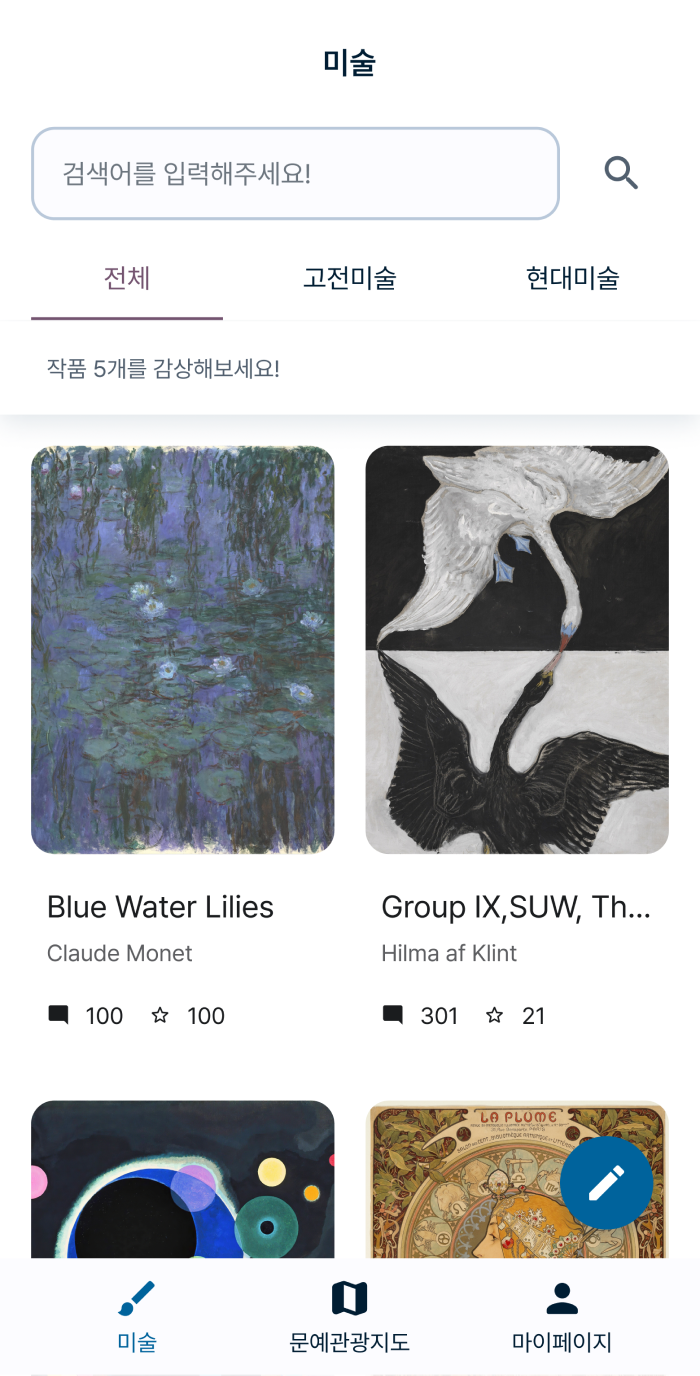 미술
검색어를 입력해주세요!
전체 고전미술 현대미술
작품 5개를 감상해보세요!
Blue Water Lilies
Claude Monet
100 100
Group IX,SUW, Th...
Hilma af Klint
301 21
LA PLUME
미술 문예관광지도 마이페이지